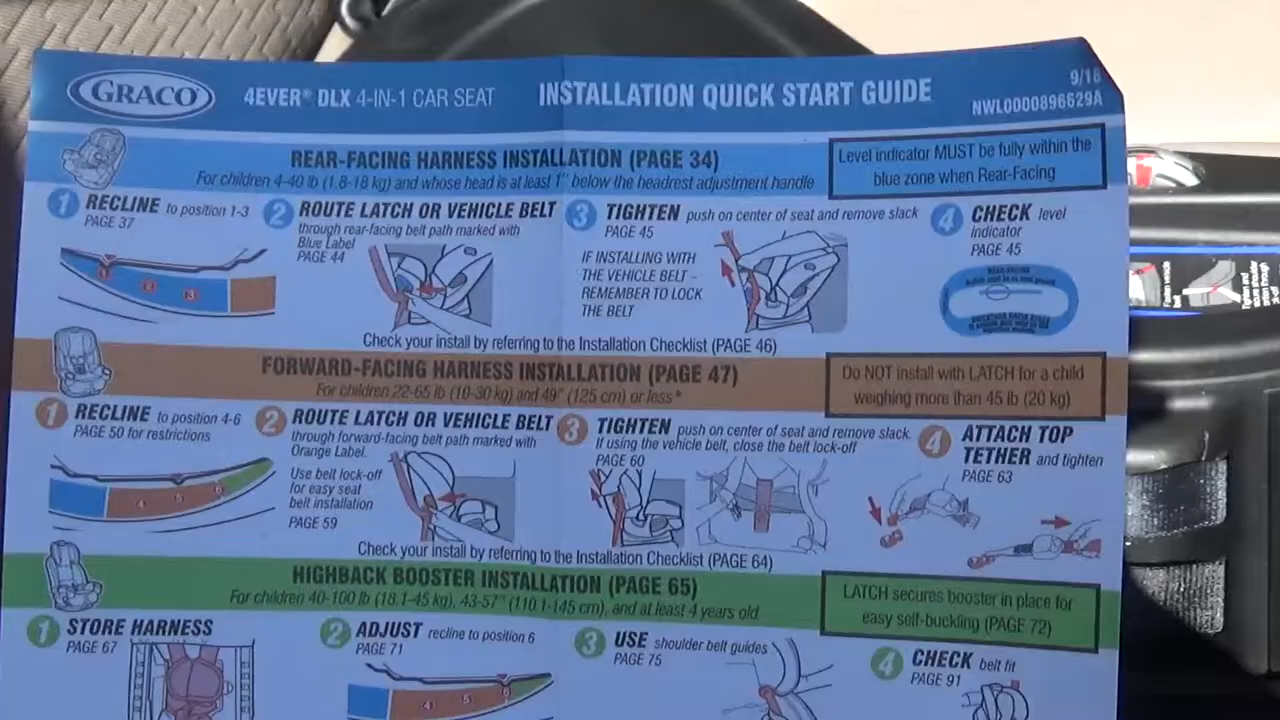 GRACO®
4EVER® DLX 4-IN-1 CAR SEAT
INSTALLATION QUICK START GUIDE
9/18
NWL0000896629A
REAR-FACING HARNESS INSTALLATION (PAGE 34)
For children 4-40 lb (1.8-18 kg) and whose head is at least 1" below the headrest adjustment handle
Level indicator MUST be fully within the
blue zone when Rear-Facing
1 RECLINE to position 1-3
PAGE 37
1
2
3
2 ROUTE LATCH OR VEHICLE BELT
through rear-facing belt path marked with
Blue Label
PAGE 44
3 TIGHTEN push on center of seat and remove slack
PAGE 45
IF INSTALLING WITH
THE VEHICLE BELT -
REMEMBER TO LOCK
THE BELT
4 CHECK level
indicator
PAGE 45
Check your install by referring to the Installation Checklist (PAGE 46)
FORWARD-FACING HARNESS INSTALLATION (PAGE 47)
For children 22-65 lb (10-30 kg) and 49" (125 cm) or less*
Do NOT install with LATCH for a child
weighing more than 45 lb (20 kg)
1 RECLINE to position 4-6
PAGE 50 for restrictions
4
5
6
2 ROUTE LATCH OR VEHICLE BELT
through forward-facing belt path marked with
Orange Label.
Use belt lock-off
for easy seat
belt installation
PAGE 59
3 TIGHTEN push on center of seat and remove slack.
If using the vehicle belt, close the belt lock-off
PAGE 60
4 ATTACH TOP
TETHER and tighten
PAGE 63
Check your install by referring to the Installation Checklist (PAGE 64)
HIGHBACK BOOSTER INSTALLATION (PAGE 65)
For children 40-100 lb (18.1-45 kg), 43-57" (110.1-145 cm), and at least 4 years old
LATCH secures booster in place for
easy self-buckling (PAGE 72)
1 STORE HARNESS
PAGE 67
2 ADJUST recline to position 6
PAGE 71
4
5
6
3 USE shoulder belt guides
PAGE 75
4 CHECK belt fit
PAGE 91